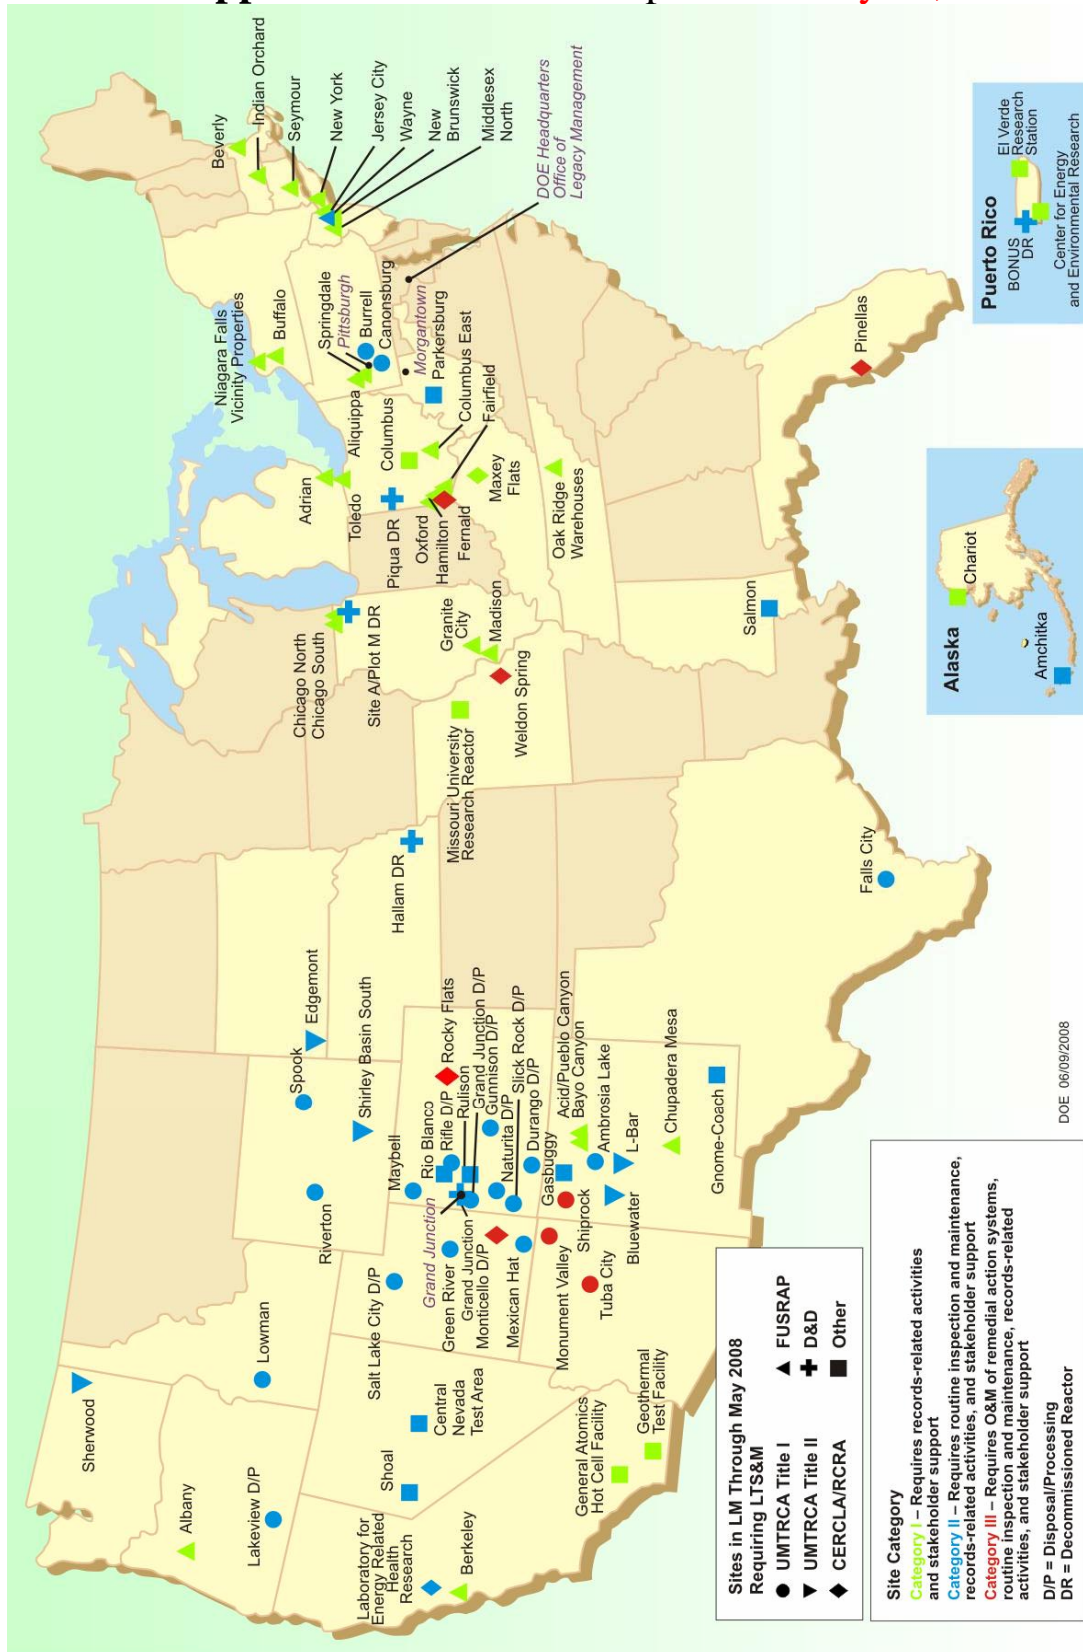 Beverly
Indian Orchard
Seymour
New York
Jersey City
Wayne
New
Brunswick
Middlesex
North
DOE Headquarters
Office of
Legacy Management
Niagara Falls
Vicinity Properties
Buffalo
Springdale
Pittsburgh
Burrell
Canonsburg
Morgantown
Parkersburg
Aliquippa
Columbus
Columbus East
Fairfield
Adrian
Toledo
Piqua DR
Oxford
Hamilton
Fernald
Maxey
Flats
Oak Ridge
Warehouses
Chicago North
Chicago South
Site A/Plot M DR
Granite
City
Madison
Weldon Spring
Missouri University
Research Reactor
Salmon
Pinellas
Hallam DR
Falls City
Sherwood
Albany
Lakeview D/P
Lowman
Riverton
Spook
Edgemont
Shirley Basin South
Salt Lake City D/P
Maybell
Rio Blanco
Rifle D/P
Rulison
Rocky Flats
Grand Junction D/P
Gunnison D/P
Naturita D/P
Slick Rock D/P
Durango D/P
Grand Junction
Green River
Grand Junction
Monticello D/P
Mexican Hat
Monument Valley
Tuba City
Shiprock
Gasbuggy
Acid/Pueblo Canyon
Bayo Canyon
Ambrosia Lake
L-Bar
Bluewater
Chupadera Mesa
Gnome-Coach
Shoal
Central
Nevada
Test Area
Laboratory for
Energy Related
Health
Research
Berkeley
General Atomics
Hot Cell Facility
Geothermal
Test Facility
Puerto Rico
BONUS
DR
El Verde
Research
Station
Center for Energy
and Environmental Research
Alaska
Chariot
Amchitka
Sites in LM Through May 2008
Requiring LTS&M
UMTRCA Title I
UMTRCA Title II
CERCLA/RCRA
FUSRAP
D&D
Other
Site Category
Category I – Requires records-related activities
and stakeholder support
Category II – Requires routine inspection and maintenance,
records-related activities, and stakeholder support
Category III – Requires O&M of remedial action systems,
routine inspection and maintenance, records-related
activities, and stakeholder support
D/P = Disposal/Processing
DR = Decommissioned Reactor
DOE 06/09/2008